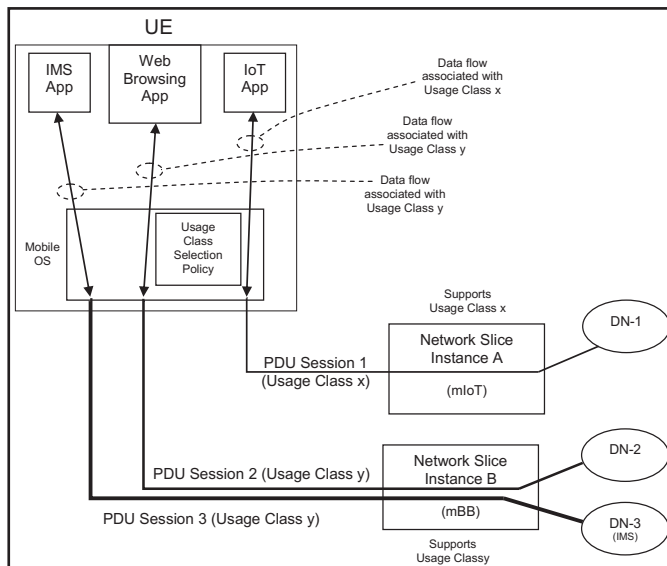 UE
IMS
App
Web
Browsing
App
IoT
App
Data flow
associated with
Usage Class x
Data flow
associated with
Usage Class y
Data flow
associated with
Usage Class y
Mobile
OS
Usage
Class
Selection
Policy
Supports
Usage Class x
Network Slice
Instance A
(mIoT)
DN-1
PDU Session 1
(Usage Class x)
PDU Session 2 (Usage Class y)
PDU Session 3 (Usage Class y)
Network Slice
Instance B
(mBB)
Supports
Usage Classy
DN-2
DN-3
(IMS)